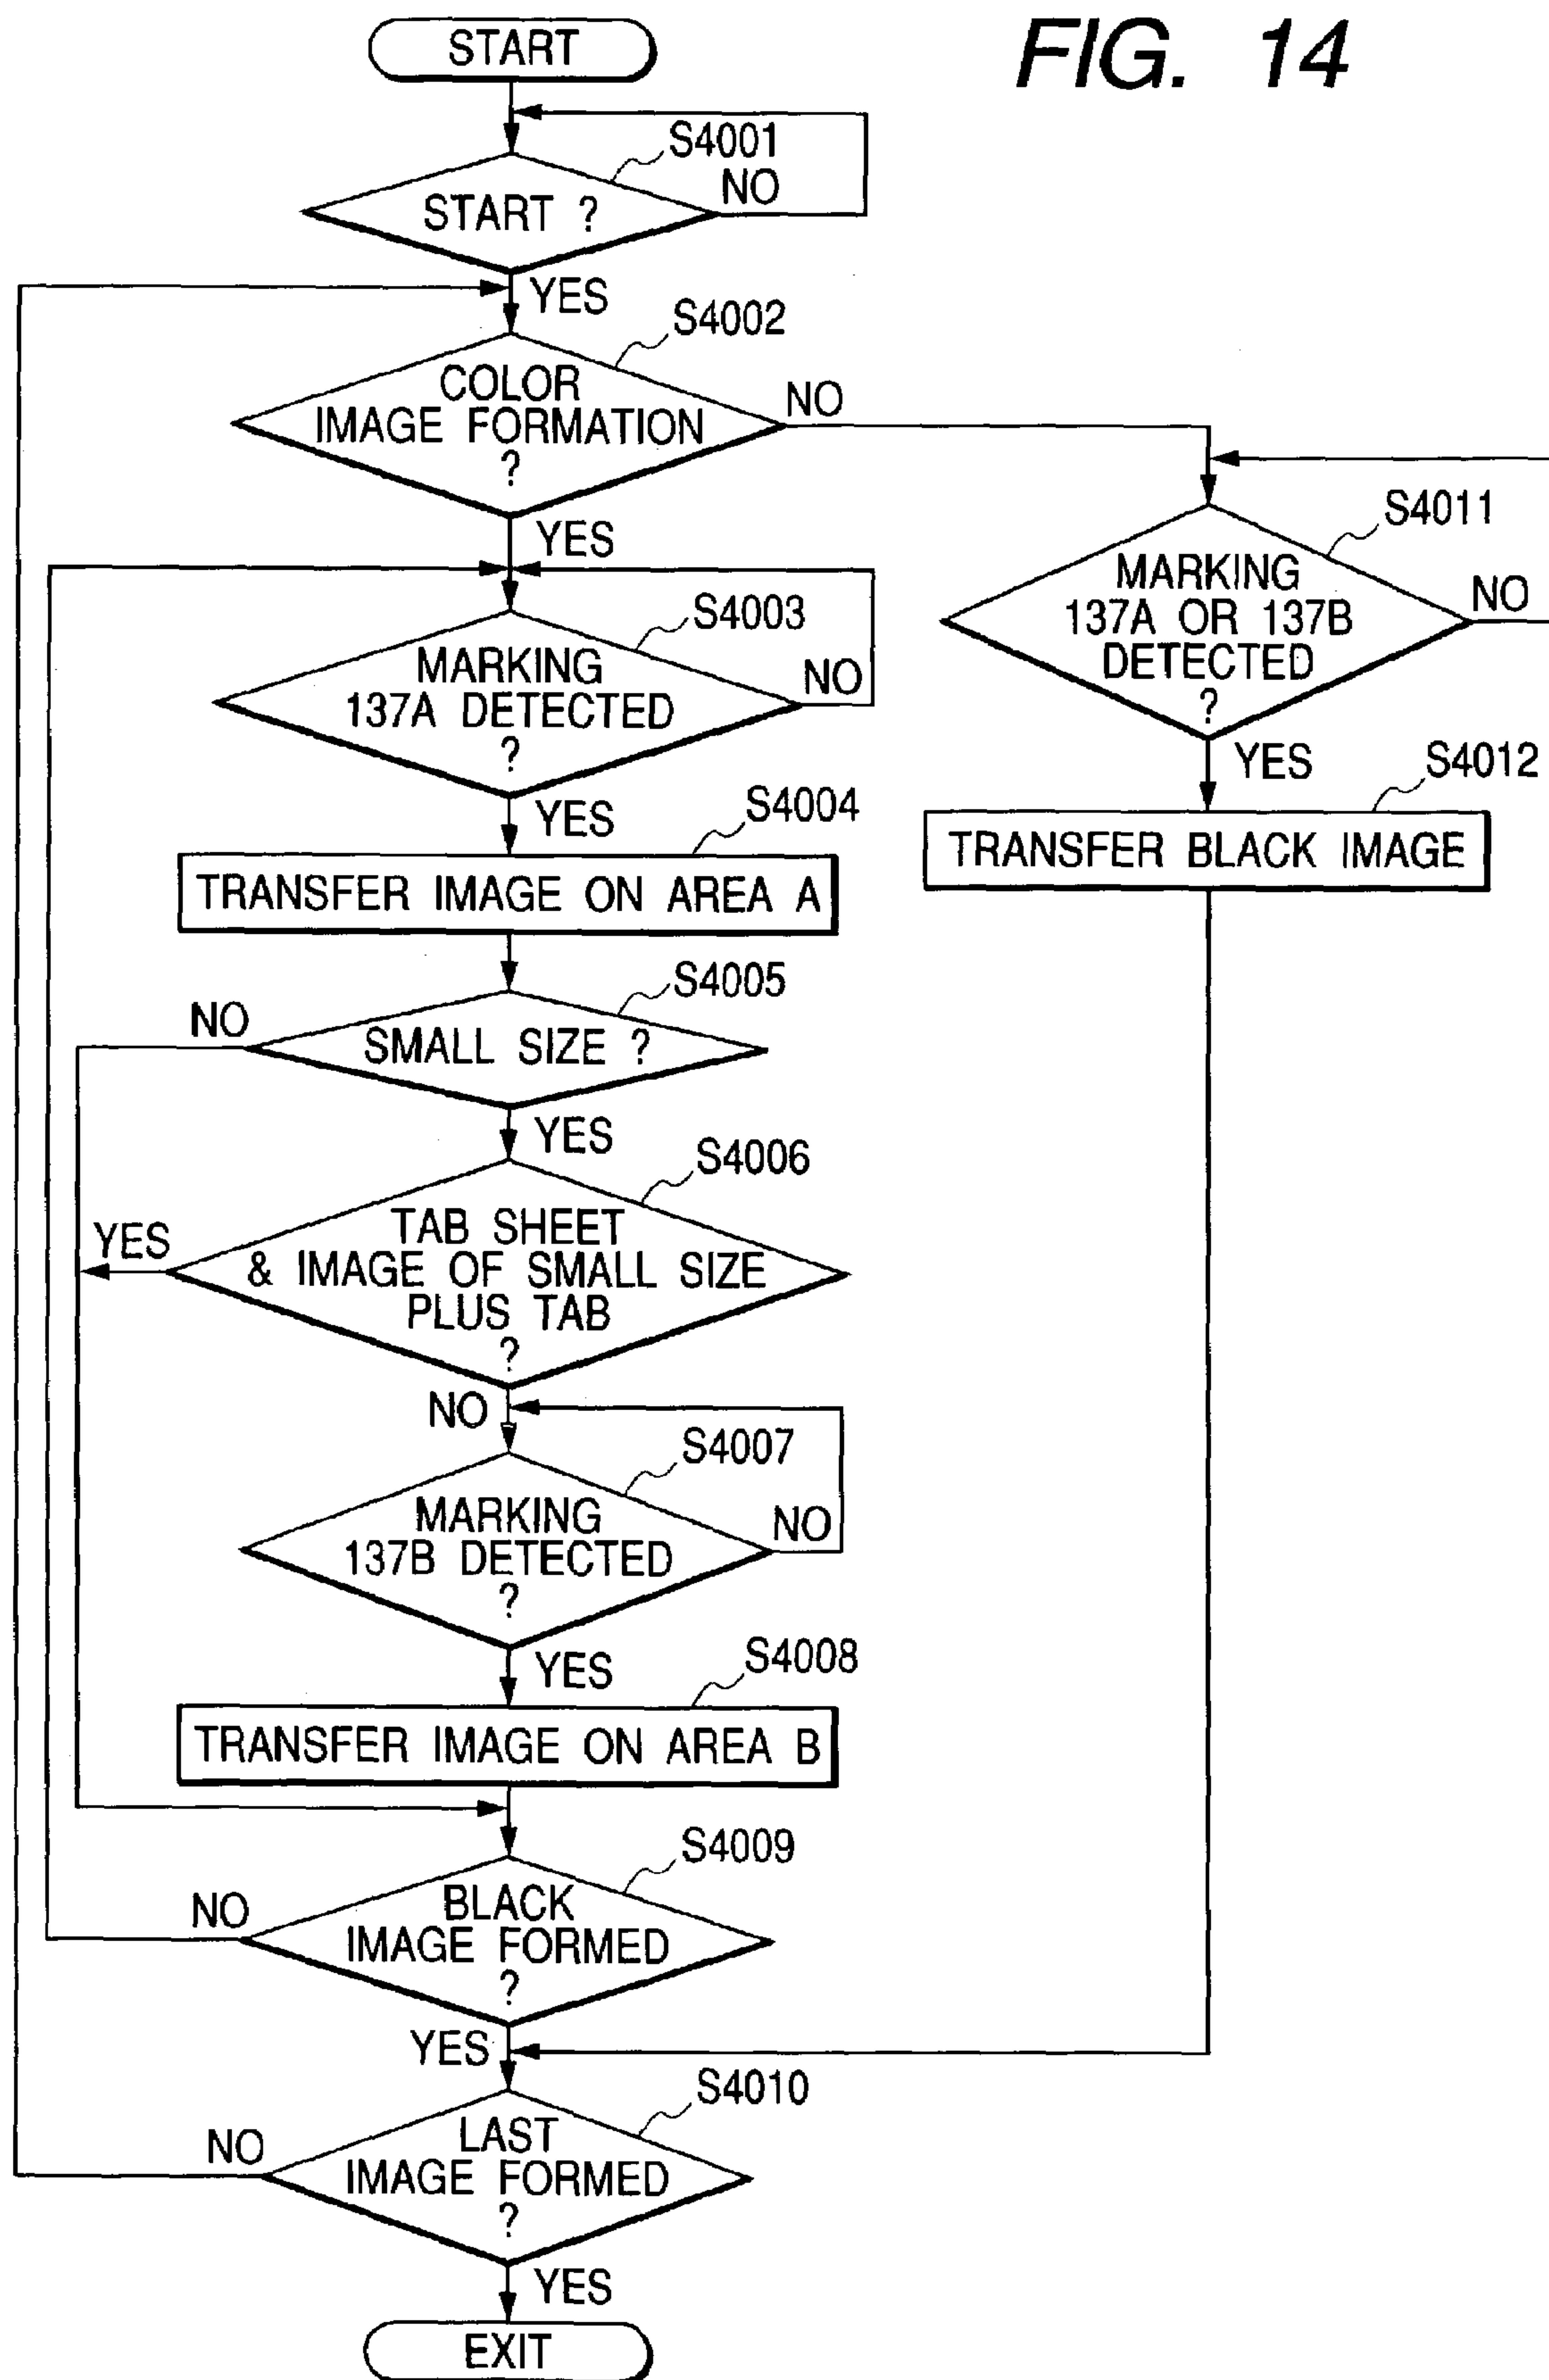 FIG. 14
START
S4001
START ?
NO
YES
S4002
COLOR
IMAGE FORMATION
?
NO
YES
S4003
MARKING
137A DETECTED
?
NO
YES
S4004
TRANSFER IMAGE ON AREA A
S4005
NO
SMALL SIZE ?
YES
S4006
YES
TAB SHEET
& IMAGE OF SMALL SIZE
PLUS TAB
?
NO
S4007
MARKING
137B DETECTED
?
NO
YES
S4008
TRANSFER IMAGE ON AREA B
S4009
NO
BLACK
IMAGE FORMED
?
YES
S4010
NO
LAST
IMAGE FORMED
?
YES
EXIT
S4011
MARKING
137A OR 137B
DETECTED
?
NO
YES
S4012
TRANSFER BLACK IMAGE